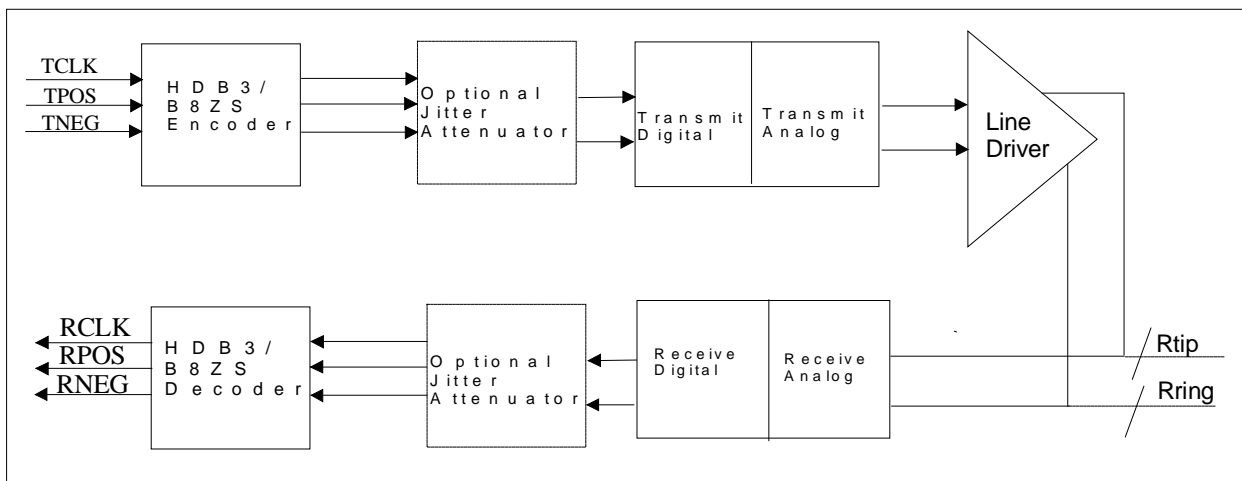 TCLK
TPOS
TNEG
HDB3/
B8ZS
Encoder
Optional
Jitter
Attenuator
Transmit
Digital
Transmit
Analog
Line
Driver
RCLK
RPOS
RNEG
HDB3/
B8ZS
Decoder
Optional
Jitter
Attenuator
Receive
Digital
Receive
Analog
Rtip
Rring